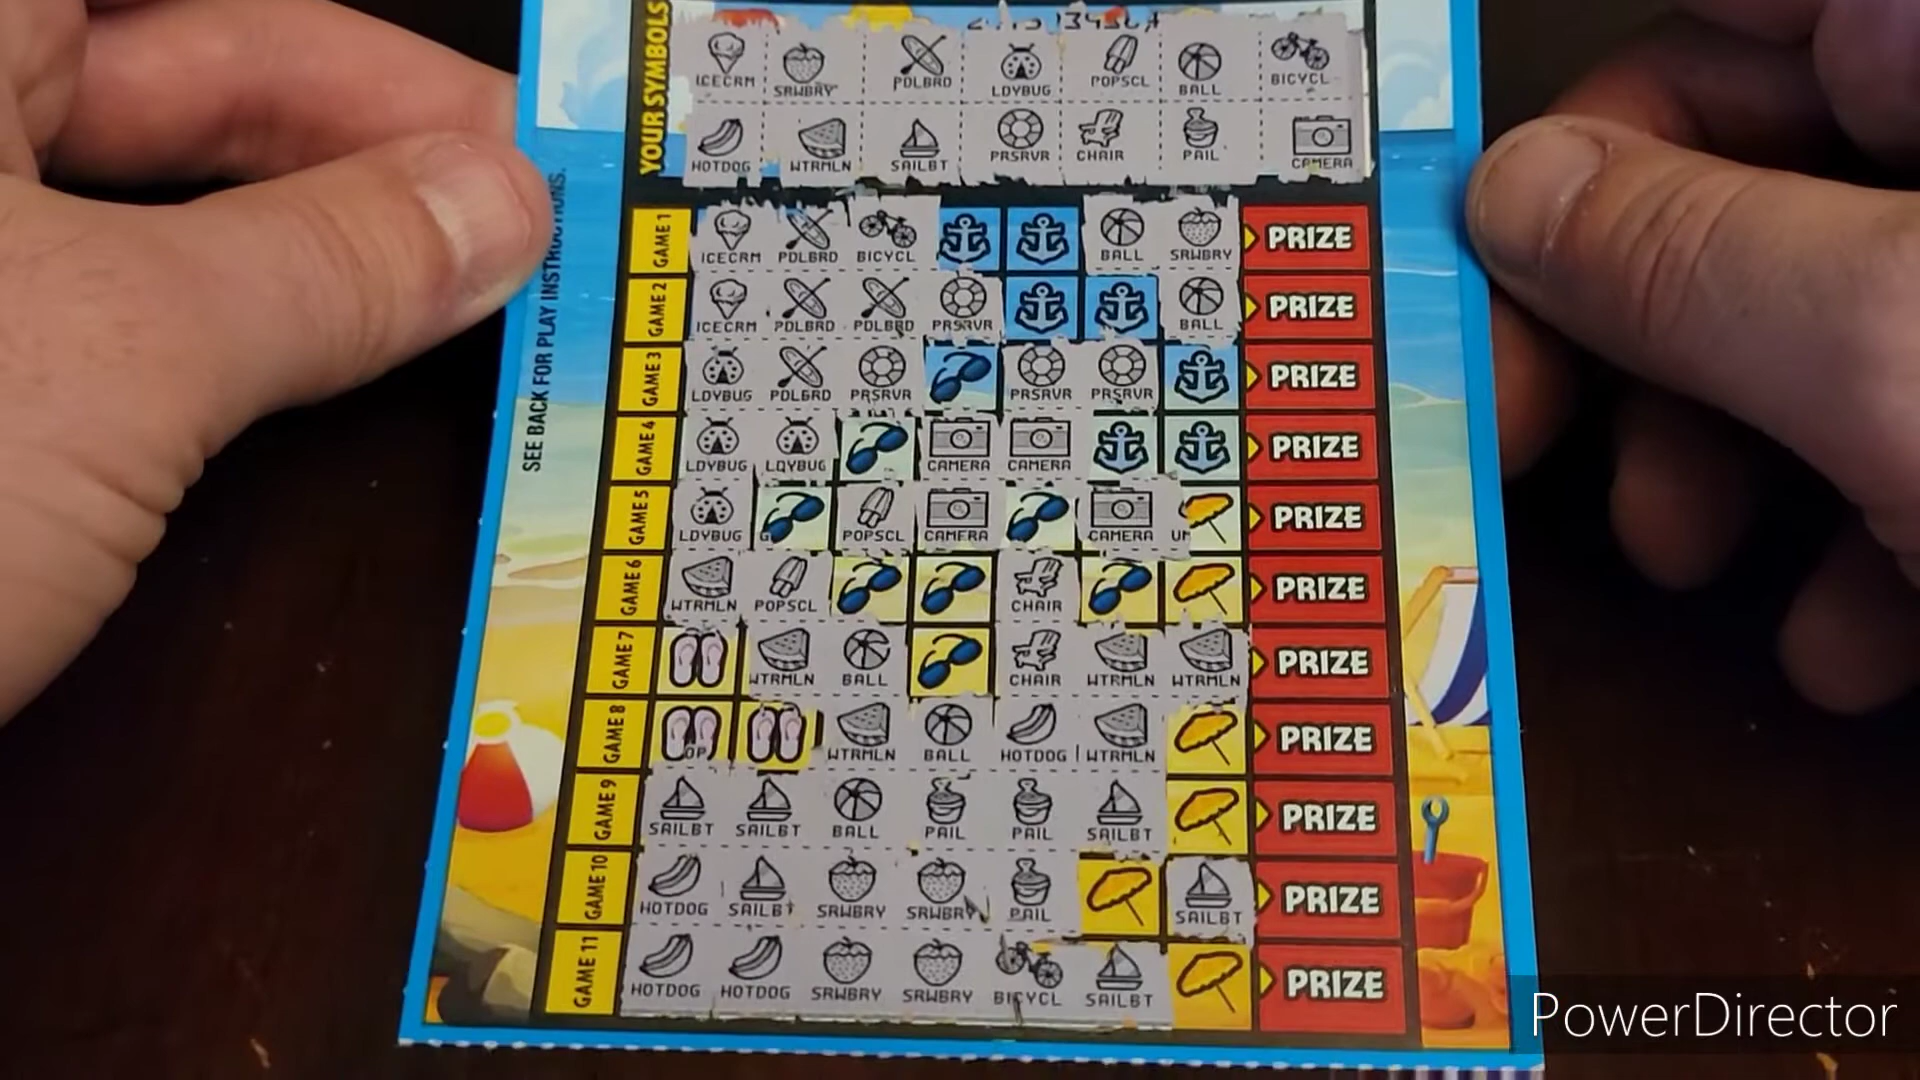 YOUR SYMBOLS
ICECRM SRWBRY PDLBRD LDYBUG POPSCL BALL BICYCL
HOTDOG WTRMLN SAILBT PRSRVR CHAIR PAIL CAMERA
SEE BACK FOR PLAY INSTRUCTIONS.
GAME 1 ICECRM PDLBRD BICYCL BALL SRWBRY PRIZE
GAME 2 ICECRM PDLBRD PDLBRD PRSRVR BALL PRIZE
GAME 3 LDYBUG PDLBRD PRSRVR PRSRVR PRSRVR PRIZE
GAME 4 LDYBUG LDYBUG CAMERA CAMERA PRIZE
GAME 5 LDYBUG POPSCL CAMERA CAMERA PRIZE
GAME 6 WTRMLN POPSCL CHAIR PRIZE
GAME 7 WTRMLN BALL CHAIR WTRMLN WTRMLN PRIZE
GAME 8 WTRMLN BALL HOTDOG WTRMLN PRIZE
GAME 9 SAILBT SAILBT BALL PAIL PAIL SAILBT PRIZE
GAME 10 HOTDOG SAILBT SRWBRY SRWBRY PAIL SAILBT PRIZE
GAME 11 HOTDOG HOTDOG SRWBRY SRWBRY BICYCL SAILBT PRIZE
PowerDirector